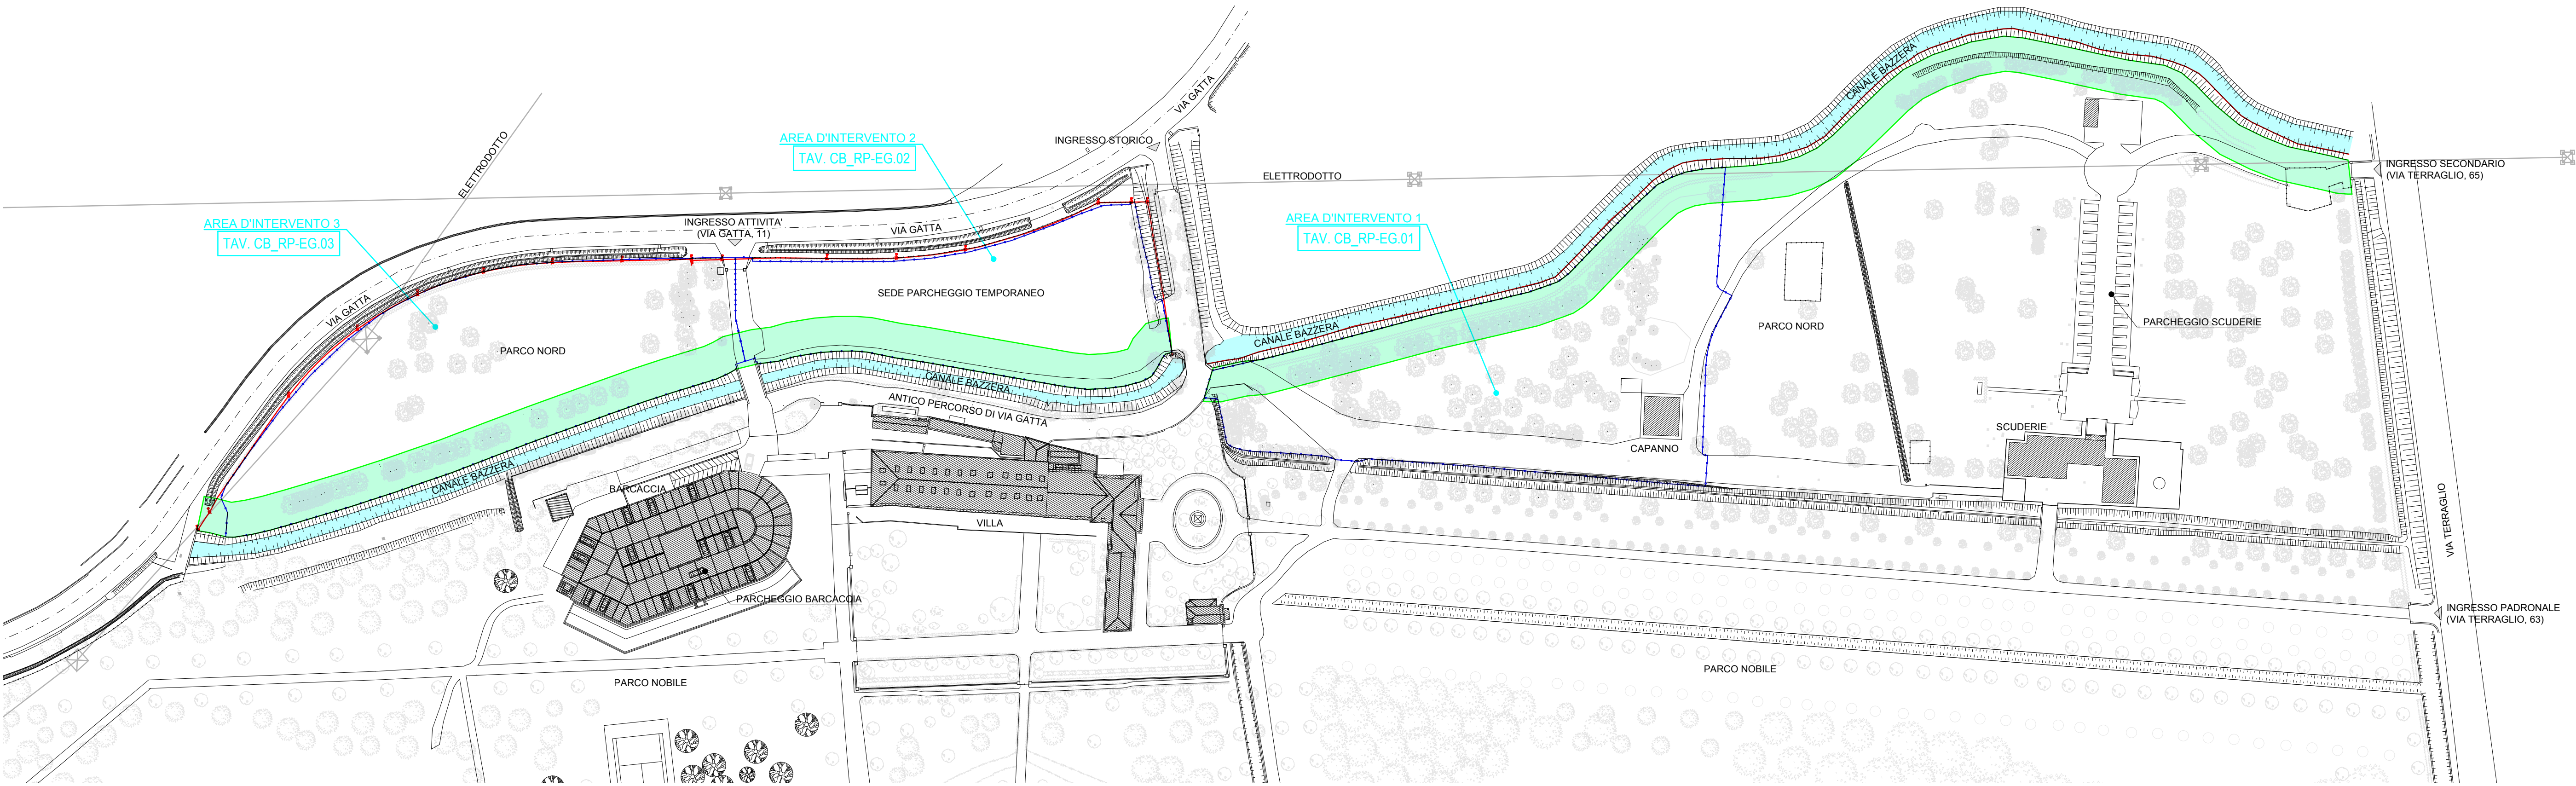 CANALE BAZZERA
VIA GATTA
ELETTRODOTTO
AREA D'INTERVENTO 2
TAV. CB_RP-EG.02
INGRESSO STORICO
INGRESSO SECONDARIO
(VIA TERRAGLIO, 65)
ELETTRODOTTO
AREA D'INTERVENTO 3
TAV. CB_RP-EG.03
INGRESSO ATTIVITA'
(VIA GATTA, 11)
VIA GATTA
AREA D'INTERVENTO 1
TAV. CB_RP-EG.01
SEDE PARCHEGGIO TEMPORANEO
VIA GATTA
PARCO NORD
CANALE BAZZERA
PARCO NORD
PARCHEGGIO SCUDERIE
CANALE BAZZERA
ANTICO PERCORSO DI VIA GATTA
SCUDERIE
CAPANNO
CANALE BAZZERA
BARCACCIA
VILLA
VIA TERRAGLIO
PARCHEGGIO BARCACCIA
INGRESSO PADRONALE
(VIA TERRAGLIO, 63)
PARCO NOBILE
PARCO NOBILE